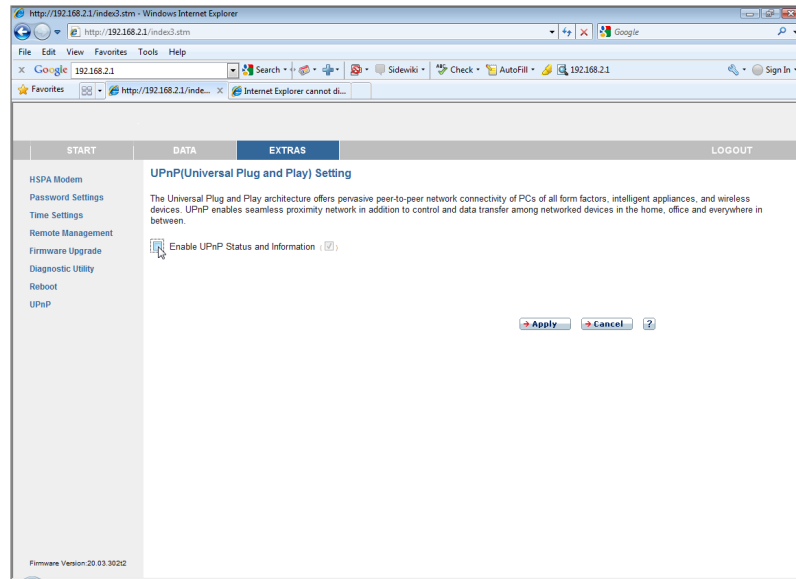 http://192.168.2.1/index3.stm - Windows Internet Explorer
http://192.168.2.1/index3.stm
Google
File Edit View Favorites Tools Help
x Google 192.168.2.1 Search Sidewiki Check AutoFill 192.168.2.1 Sign In
Favorites http://192.168.2.1/inde... x Internet Explorer cannot di...
START DATA EXTRAS LOGOUT
HSPA Modem
Password Settings
Time Settings
Remote Management
Firmware Upgrade
Diagnostic Utility
Reboot
UPnP
UPnP(Universal Plug and Play) Setting
The Universal Plug and Play architecture offers pervasive peer-to-peer network connectivity of PCs of all form factors, intelligent appliances, and wireless
devices. UPnP enables seamless proximity network in addition to control and data transfer among networked devices in the home, office and everywhere in
between.
Enable UPnP Status and Information ( )
Apply Cancel ?
Firmware Version:20.03.302t2